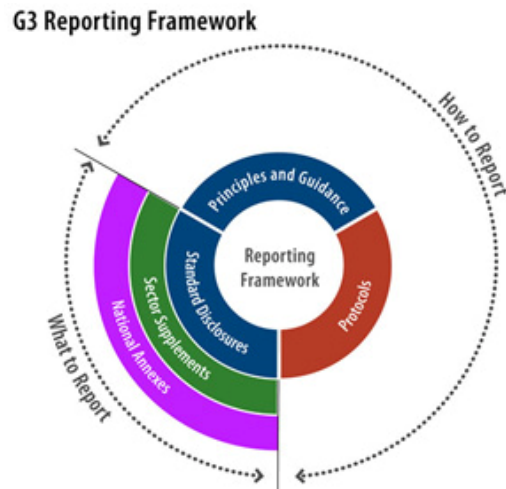 G3 Reporting Framework
How to Report
Principles and Guidance
Reporting
Framework
Protocols
Standard Disclosures
Sector Supplements
National Annexes
What to Report